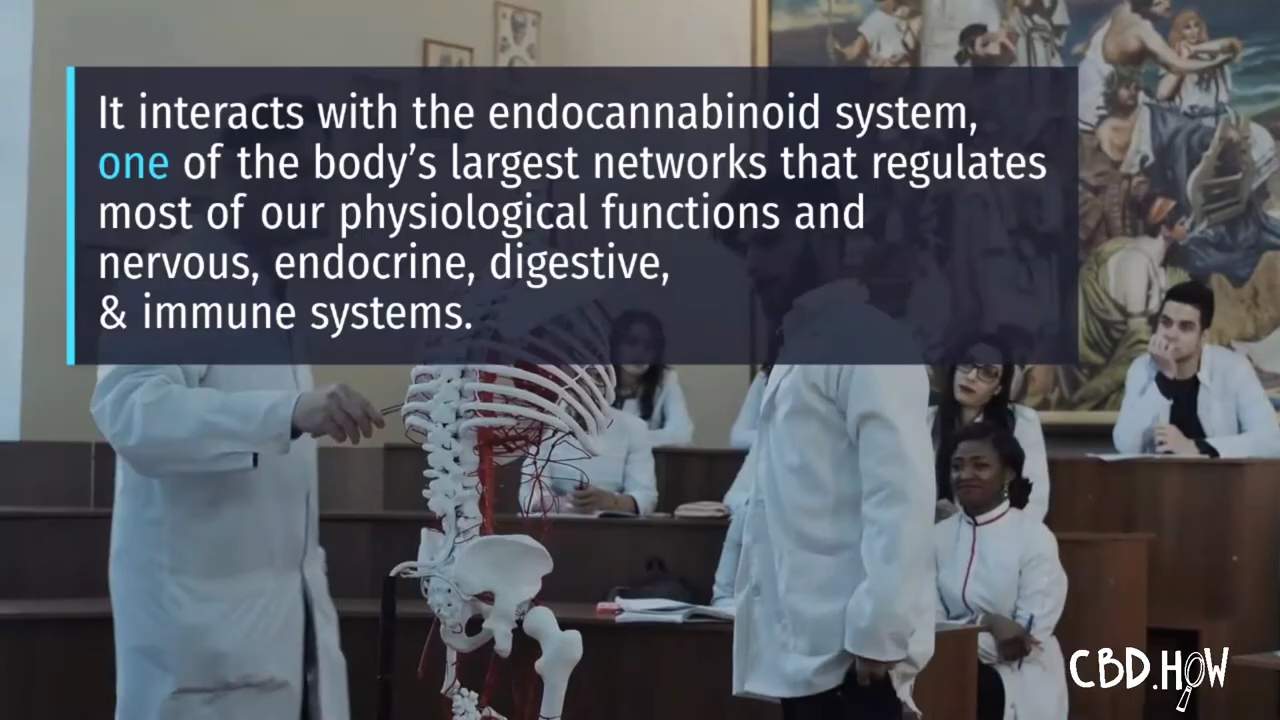 It interacts with the endocannabinoid system,
one of the body’s largest networks that regulates
most of our physiological functions and
nervous, endocrine, digestive,
& immune systems.
CBD.HOW